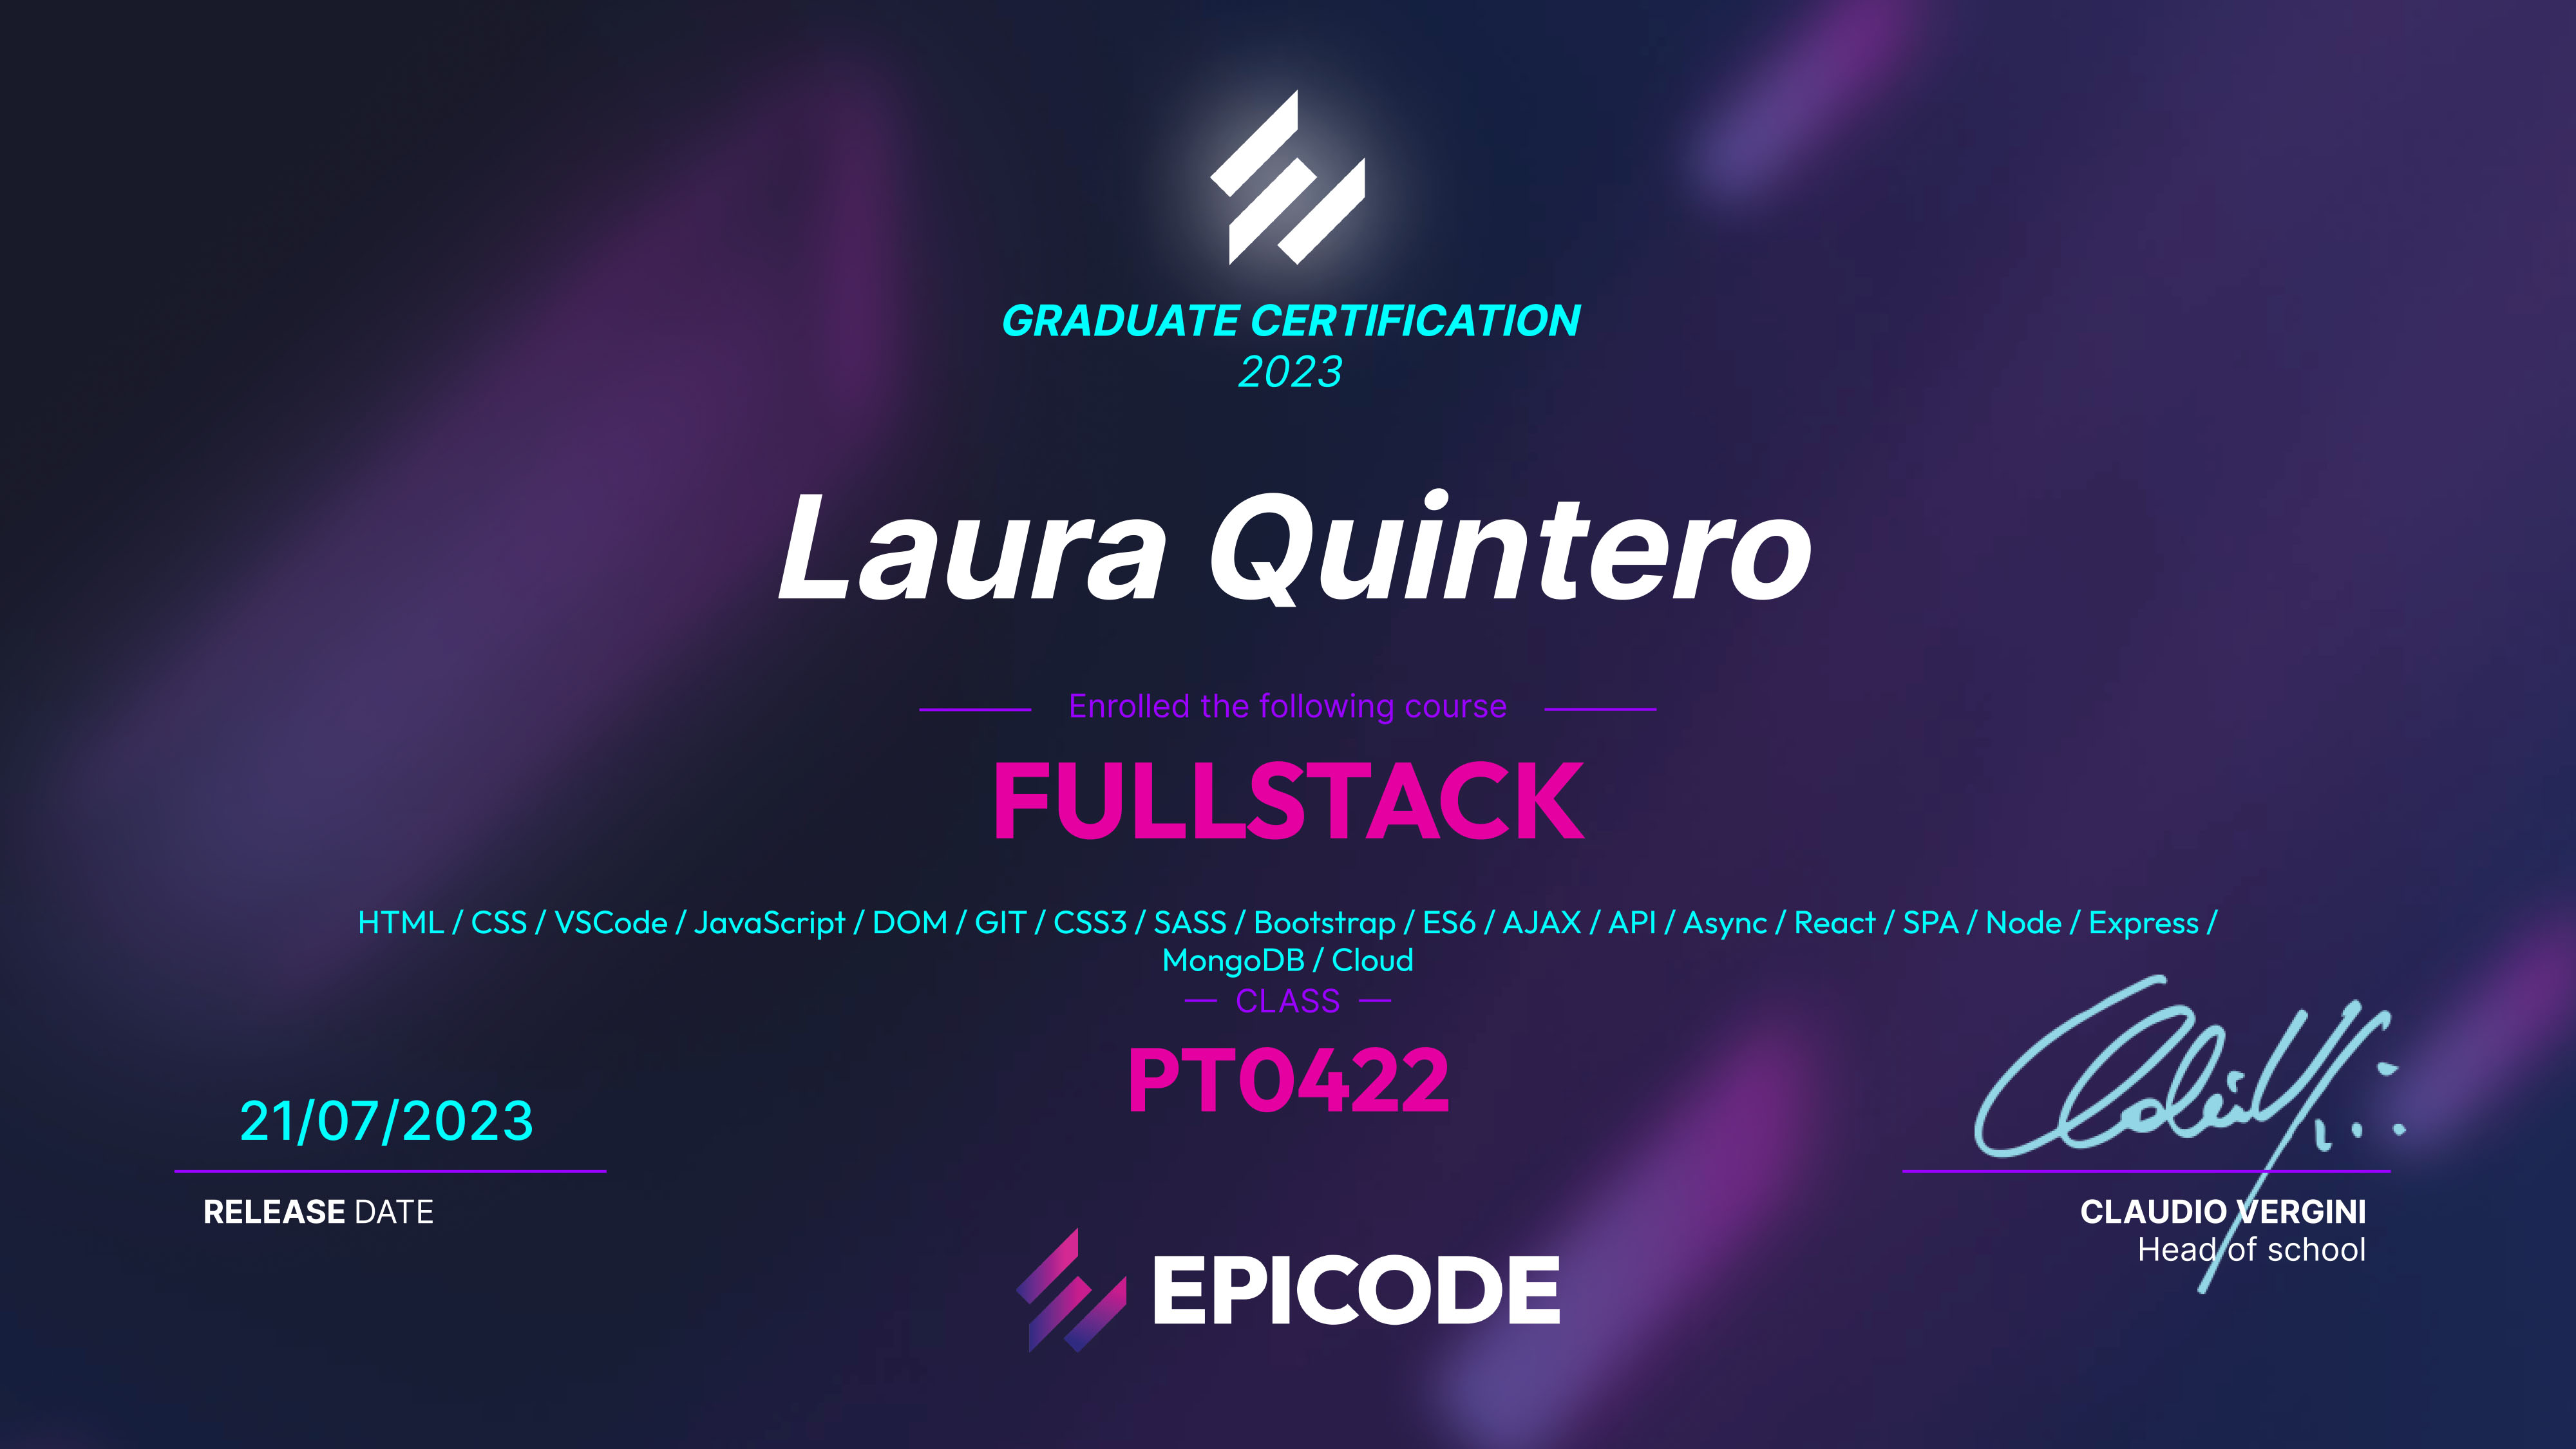 GRADUATE CERTIFICATION
2023
Laura Quintero
Enrolled the following course
FULLSTACK
HTML / CSS / VSCode / JavaScript / DOM / GIT / CSS3 / SASS / Bootstrap / ES6 / AJAX / API / Async / React / SPA / Node / Express /
MongoDB / Cloud
CLASS
PT0422
21/07/2023
RELEASE DATE
CLAUDIO VERGINI
Head of school
EPICODE